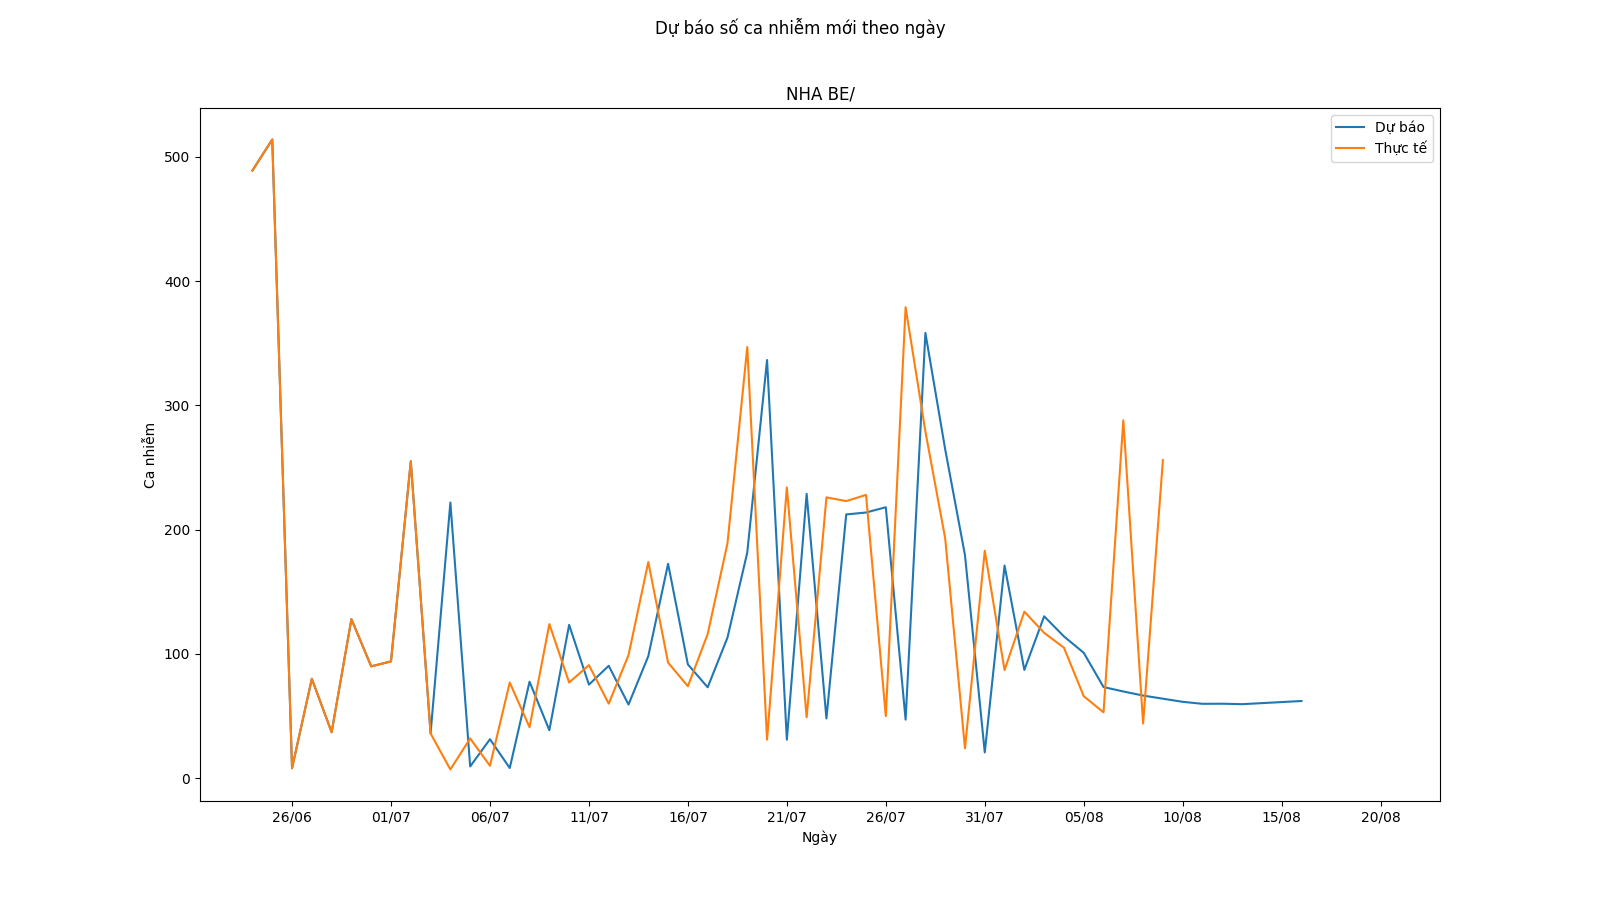 Dự báo số ca nhiễm mới theo ngày
NHA BE/
Dự báo
Thực tế
500
400
300
200
100
0
Ca nhiễm
26/06 01/07 06/07 11/07 16/07 21/07 26/07 31/07 05/08 10/08 15/08 20/08
Ngày